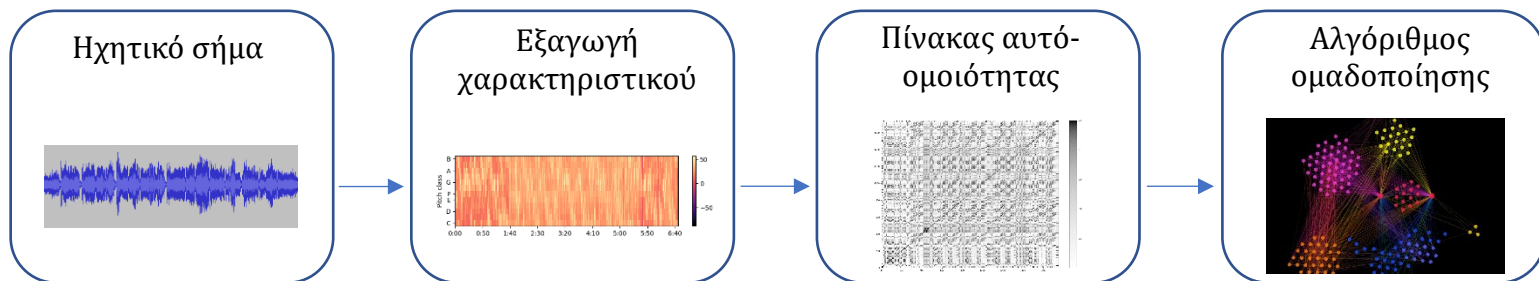 Ηχητικό σήμα
Εξαγωγή
χαρακτηριστικού
Πίνακας αυτό-
ομοιότητας
Αλγόριθμος
ομαδοποίησης
Pitch class
B
A
G
F
E
D
C
0:00 0:50 1:40 2:30 3:20 4:10 5:00 5:50 6:40
50
0
−50